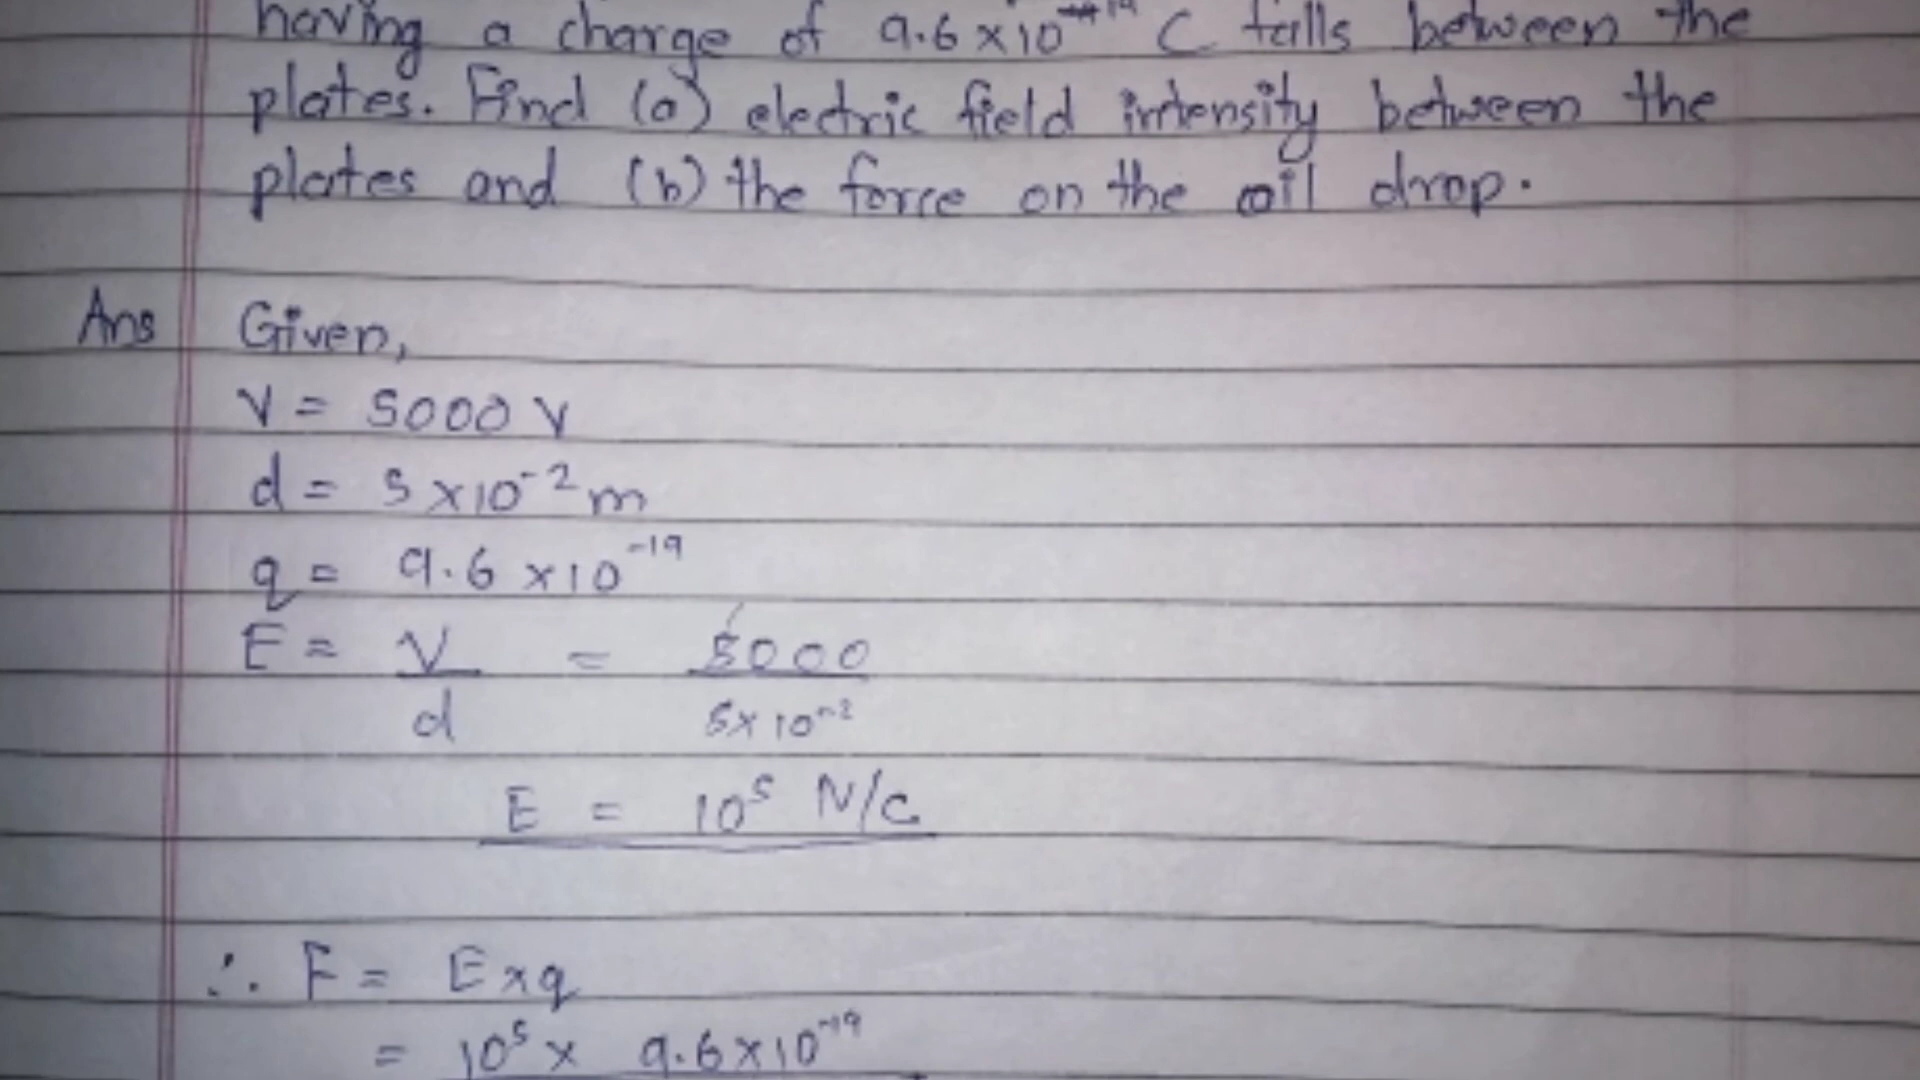 having a charge of 9.6 x 10⁻¹⁹ C falls between the
plates. Find (a) electric field intensity between the
plates and (b) the force on the oil drop.
Ans Given,
V = 5000 V
d = 5 x 10⁻² m
q = 9.6 x 10⁻¹⁹
E = V/d = 5000/5 x 10⁻²
E = 10⁵ N/C
∴ F = E x q
= 10⁵ x 9.6 x 10⁻¹⁹